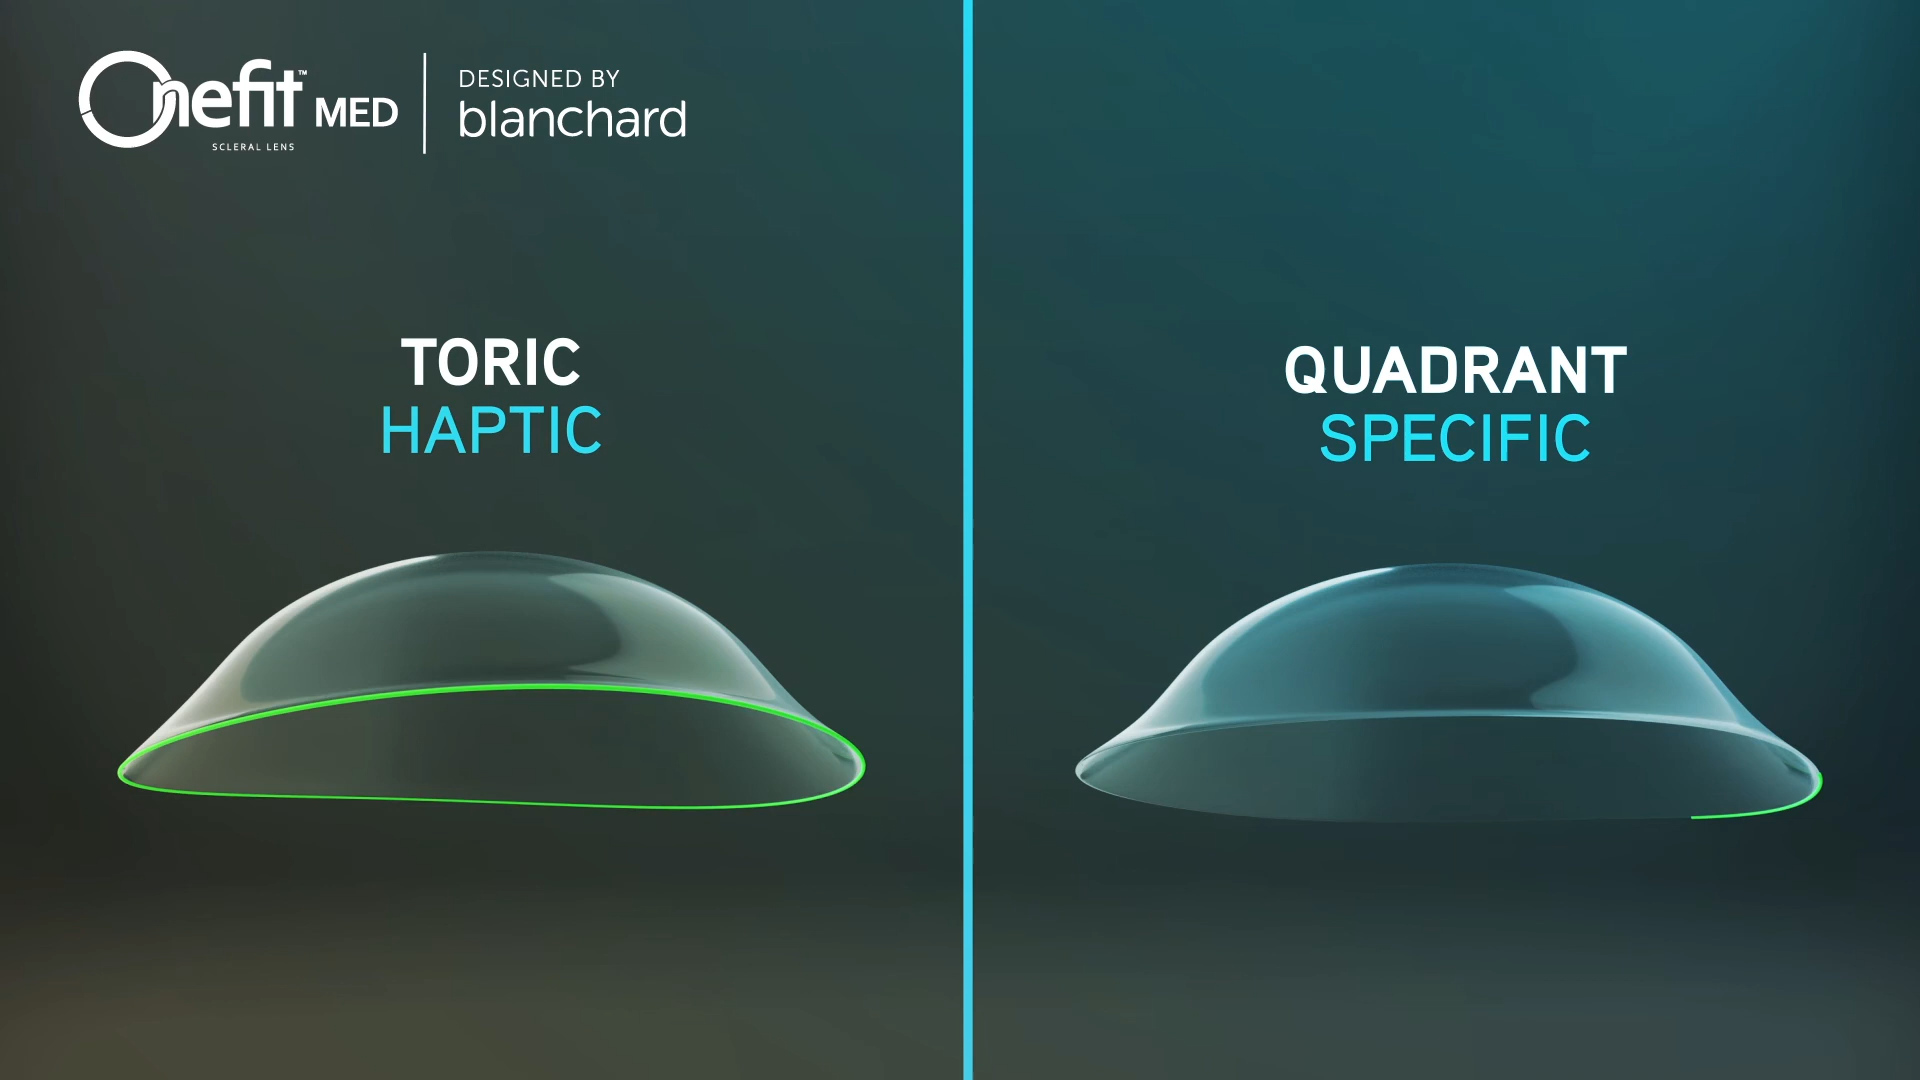 Onefit™ MED
SCLERAL LENS
DESIGNED BY
blanchard
TORIC
HAPTIC
QUADRANT
SPECIFIC